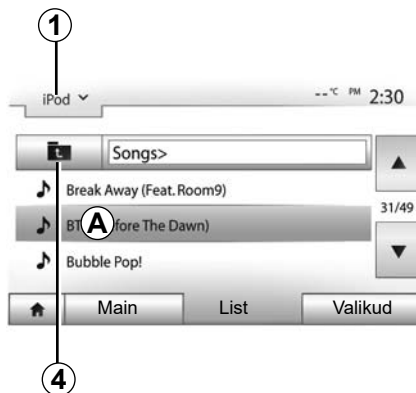 1
iPod
--°C PM 2:30
Songs>
Break Away (Feat. Room9)
31/49
BT A fore The Dawn)
Bubble Pop!
Main List Valikud
4